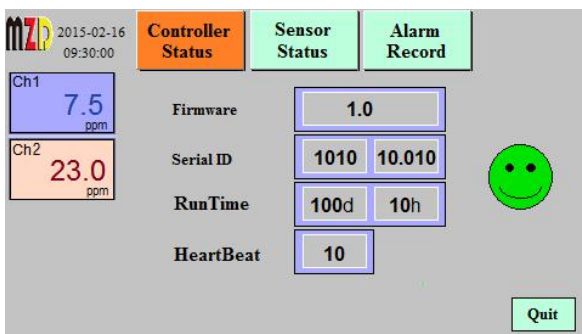 MZD 2015-02-16
09:30:00
Controller
Status
Sensor
Status
Alarm
Record
Ch1
7.5
ppm
Ch2
23.0
ppm
Firmware 1.0
Serial ID 1010 10.010
RunTime 100d 10h
HeartBeat 10
Quit